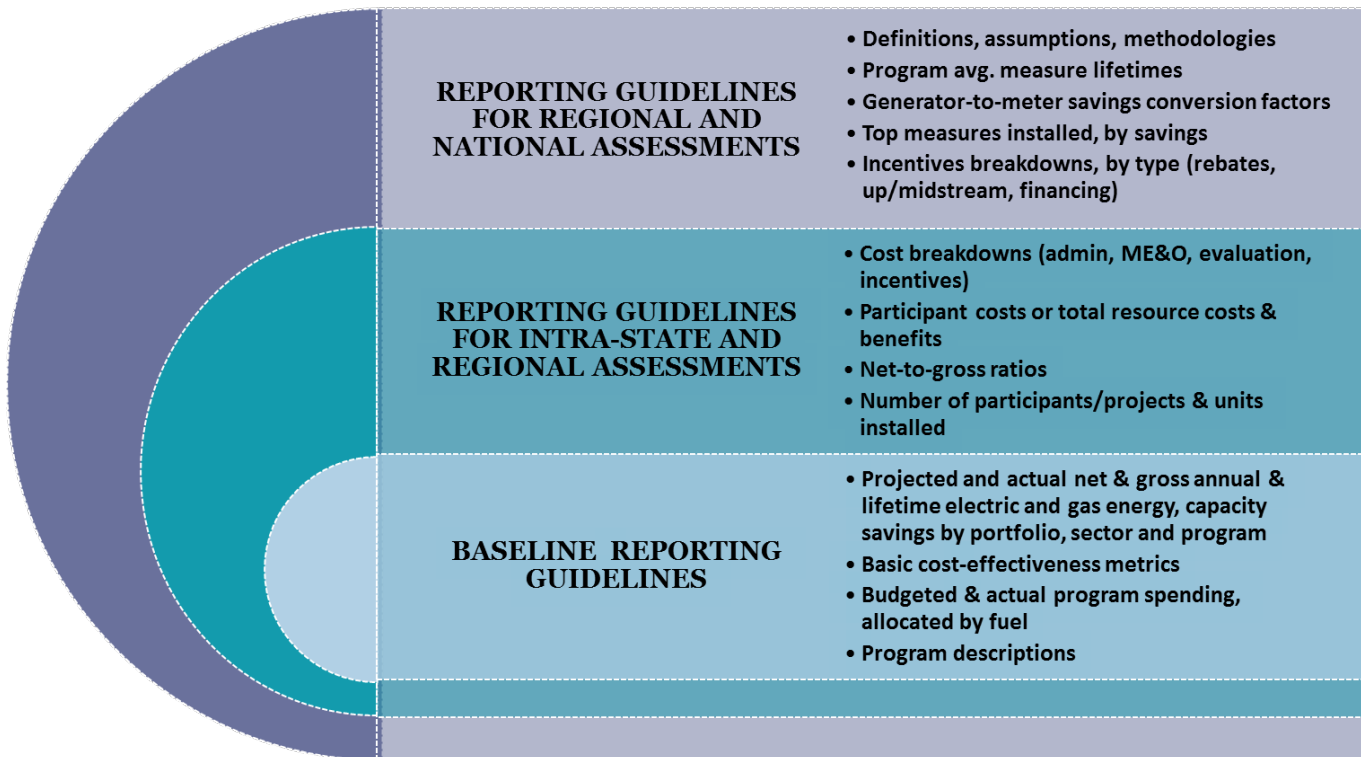 REPORTING GUIDELINES
FOR REGIONAL AND
NATIONAL ASSESSMENTS
• Definitions, assumptions, methodologies
• Program avg. measure lifetimes
• Generator-to-meter savings conversion factors
• Top measures installed, by savings
• Incentives breakdowns, by type (rebates,
up/midstream, financing)
REPORTING GUIDELINES
FOR INTRA-STATE AND
REGIONAL ASSESSMENTS
• Cost breakdowns (admin, ME&O, evaluation,
incentives)
• Participant costs or total resource costs &
benefits
• Net-to-gross ratios
• Number of participants/projects & units
installed
BASELINE REPORTING
GUIDELINES
• Projected and actual net & gross annual &
lifetime electric and gas energy, capacity
savings by portfolio, sector and program
• Basic cost-effectiveness metrics
• Budgeted & actual program spending,
allocated by fuel
• Program descriptions